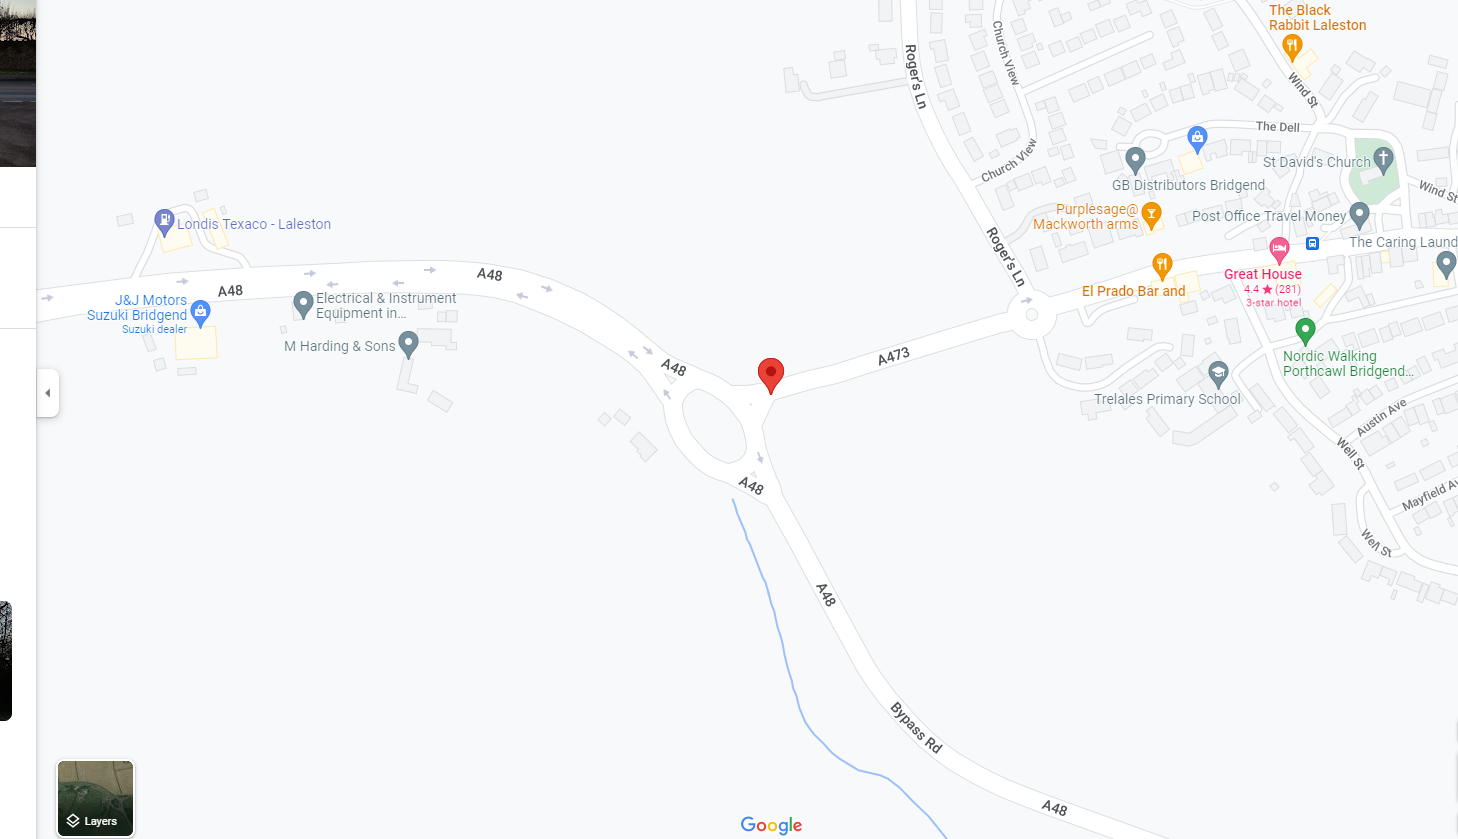 The Black
Rabbit Laleston
Church View
Roger's Ln
Wind St
The Dell
St David's Church
Church View
GB Distributors Bridgend
Wind St
Purplesage@
Mackworth arms
Post Office Travel Money
Londis Texaco - Laleston
The Caring Laund
Roger's Ln
A48
A48
Great House
4.4 ★ (281)
3-star hotel
El Prado Bar and
J&J Motors
Suzuki Bridgend
Suzuki dealer
Electrical & Instrument
Equipment in...
M Harding & Sons
A48
A473
Nordic Walking
Porthcawl Bridgend...
Trelales Primary School
Austin Ave
Well St
A48
Mayfield Av
Well St
A48
Bypass Rd
A48
Layers
Google